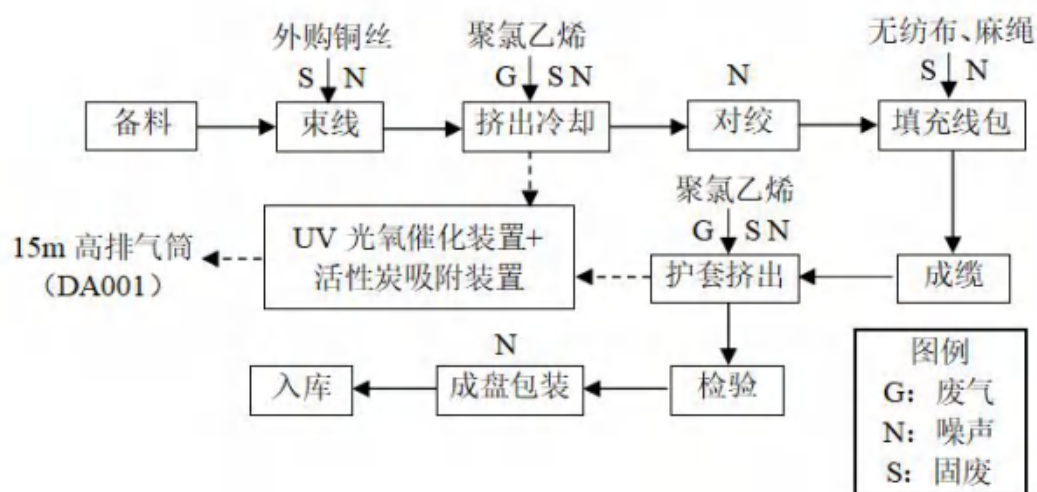 外购铜丝
聚氯乙烯
无纺布、麻绳
S N
G S N
N
S N
备料
束线
挤出冷却
对绞
填充线包
聚氯乙烯
G S N
15m 高排气筒
（DA001）
UV 光氧催化装置+
活性炭吸附装置
护套挤出
成缆
N
入库
成盘包装
检验
图例
G：废气
N：噪声
S：固废